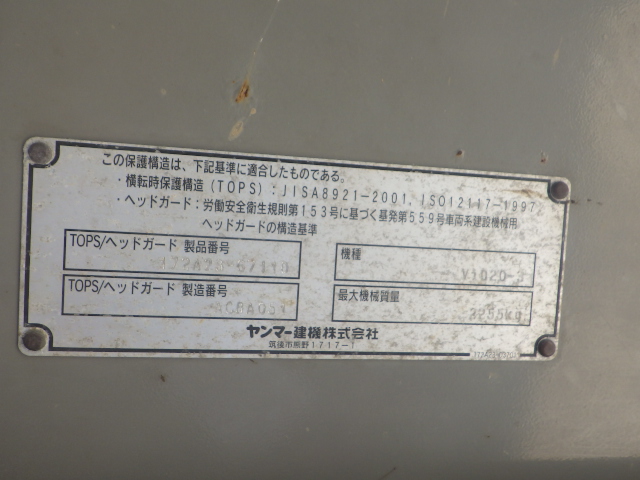 この保護構造は、下記基準に適合したものである。
・横転時保護構造(TOPS):JISA8921-2001, ISO12117-1997,
・ヘッドガード:労働安全衛生規則第153号に基づく基発第559号車両系建設機械用
ヘッドガードの構造基準
TOPS/ヘッドガード 製品番号
機種
TOPS/ヘッドガード 製造番号
最大機械質量
3295kg
ヤンマー建機株式会社
筑後市熊野1717-1